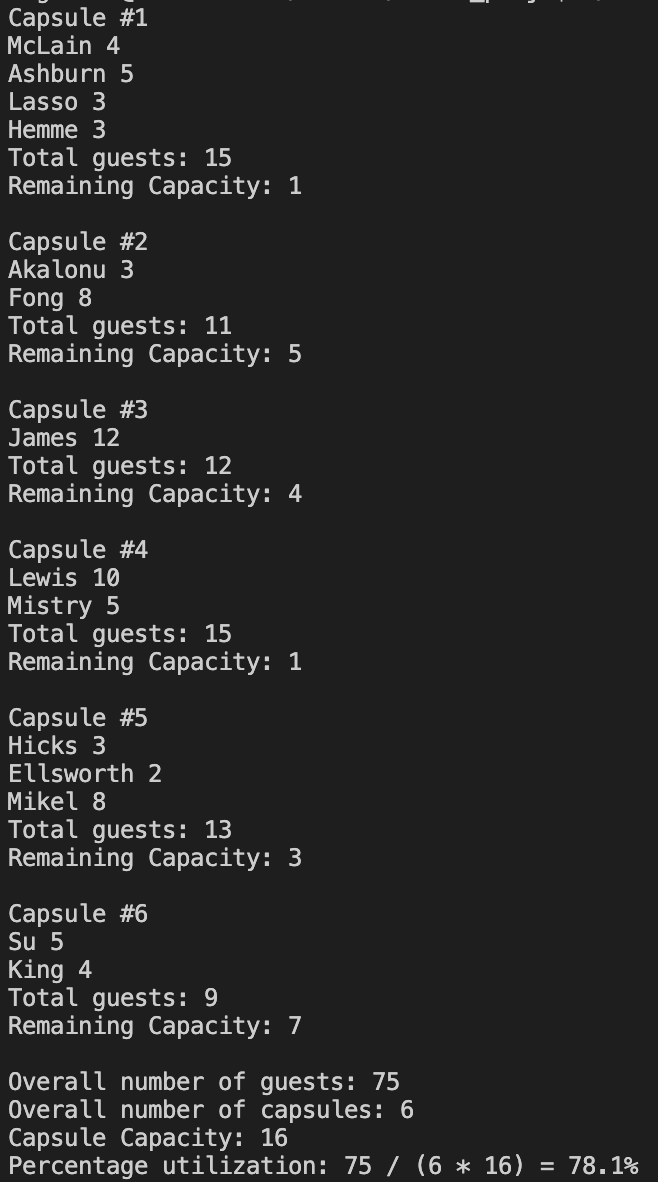 Capsule #1
McLain 4
Ashburn 5
Lasso 3
Hemme 3
Total guests: 15
Remaining Capacity: 1
Capsule #2
Akalonu 3
Fong 8
Total guests: 11
Remaining Capacity: 5
Capsule #3
James 12
Total guests: 12
Remaining Capacity: 4
Capsule #4
Lewis 10
Mistry 5
Total guests: 15
Remaining Capacity: 1
Capsule #5
Hicks 3
Ellsworth 2
Mikel 8
Total guests: 13
Remaining Capacity: 3
Capsule #6
Su 5
King 4
Total guests: 9
Remaining Capacity: 7
Overall number of guests: 75
Overall number of capsules: 6
Capsule Capacity: 16
Percentage utilization: 75 / (6 * 16) = 78.1%